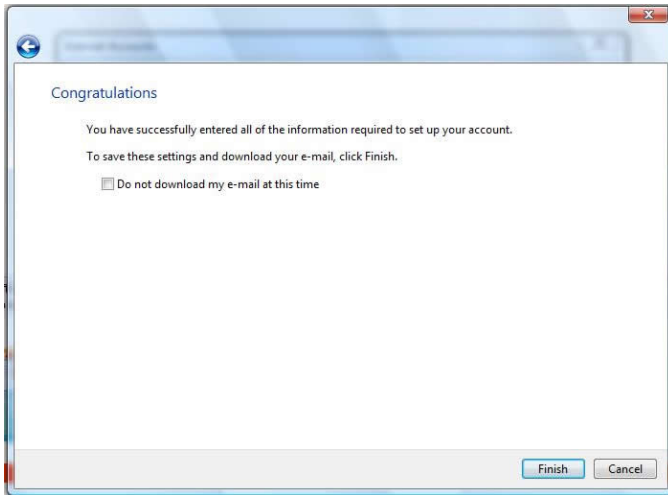 Congratulations
You have successfully entered all of the information required to set up your account.
To save these settings and download your e-mail, click Finish.
Do not download my e-mail at this time
Finish
Cancel